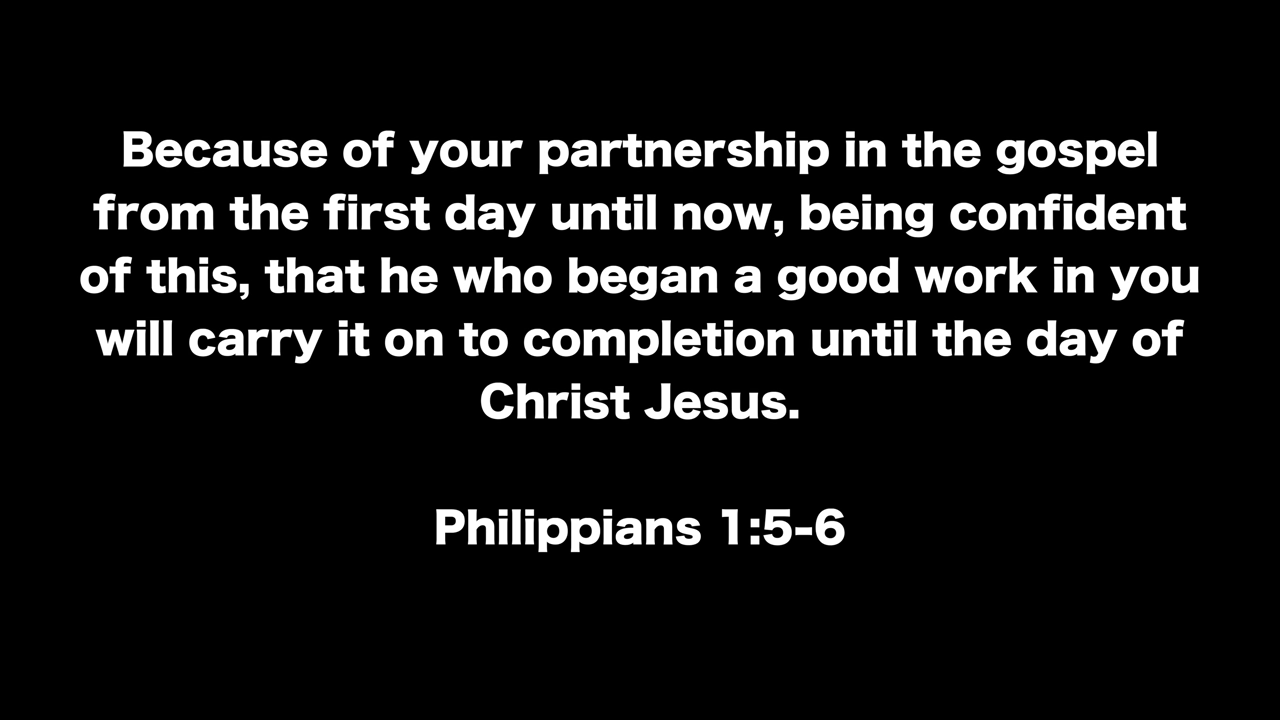 Because of your partnership in the gospel
from the first day until now, being confident
of this, that he who began a good work in you
will carry it on to completion until the day of
Christ Jesus.
Philippians 1:5-6